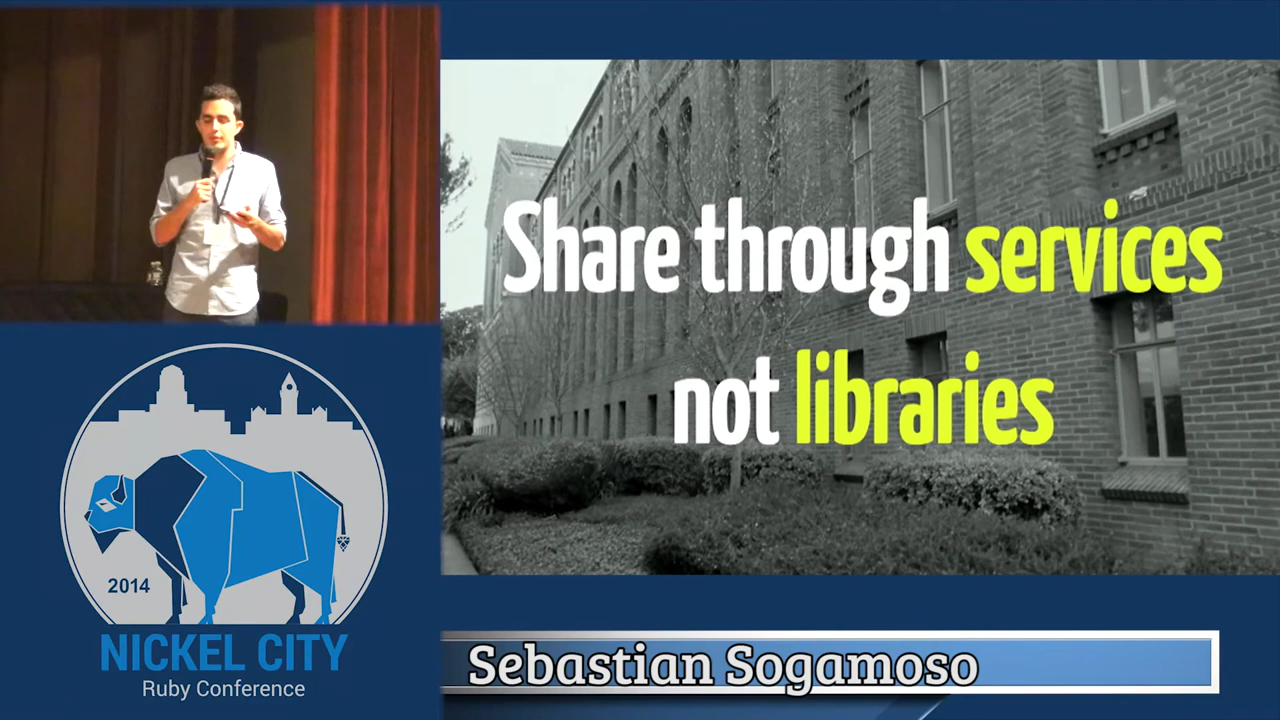 Share through services
not libraries
2014
NICKEL CITY
Ruby Conference
Sebastian Sogamoso